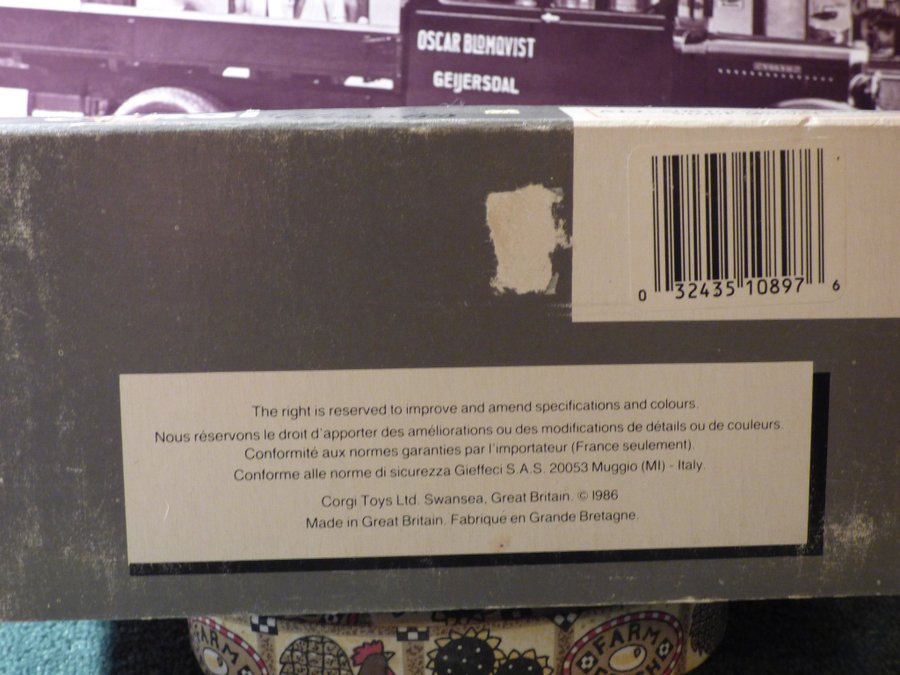 OSCAR BLOMQVIST
GEIJERSDAL
VOLVO
0 32435 10897 6
The right is reserved to improve and amend specifications and colours.
Nous réservons le droit d'apporter des améliorations ou des modifications de détails ou de couleurs.
Conformité aux normes garanties par l'importateur (France seulement).
Conforme alle norme di sicurezza Gieffeci S.A.S. 20053 Muggio (MI) - Italy.
Corgi Toys Ltd. Swansea, Great Britain. © 1986
Made in Great Britain. Fabriqué en Grande Bretagne.
FARM
FARM